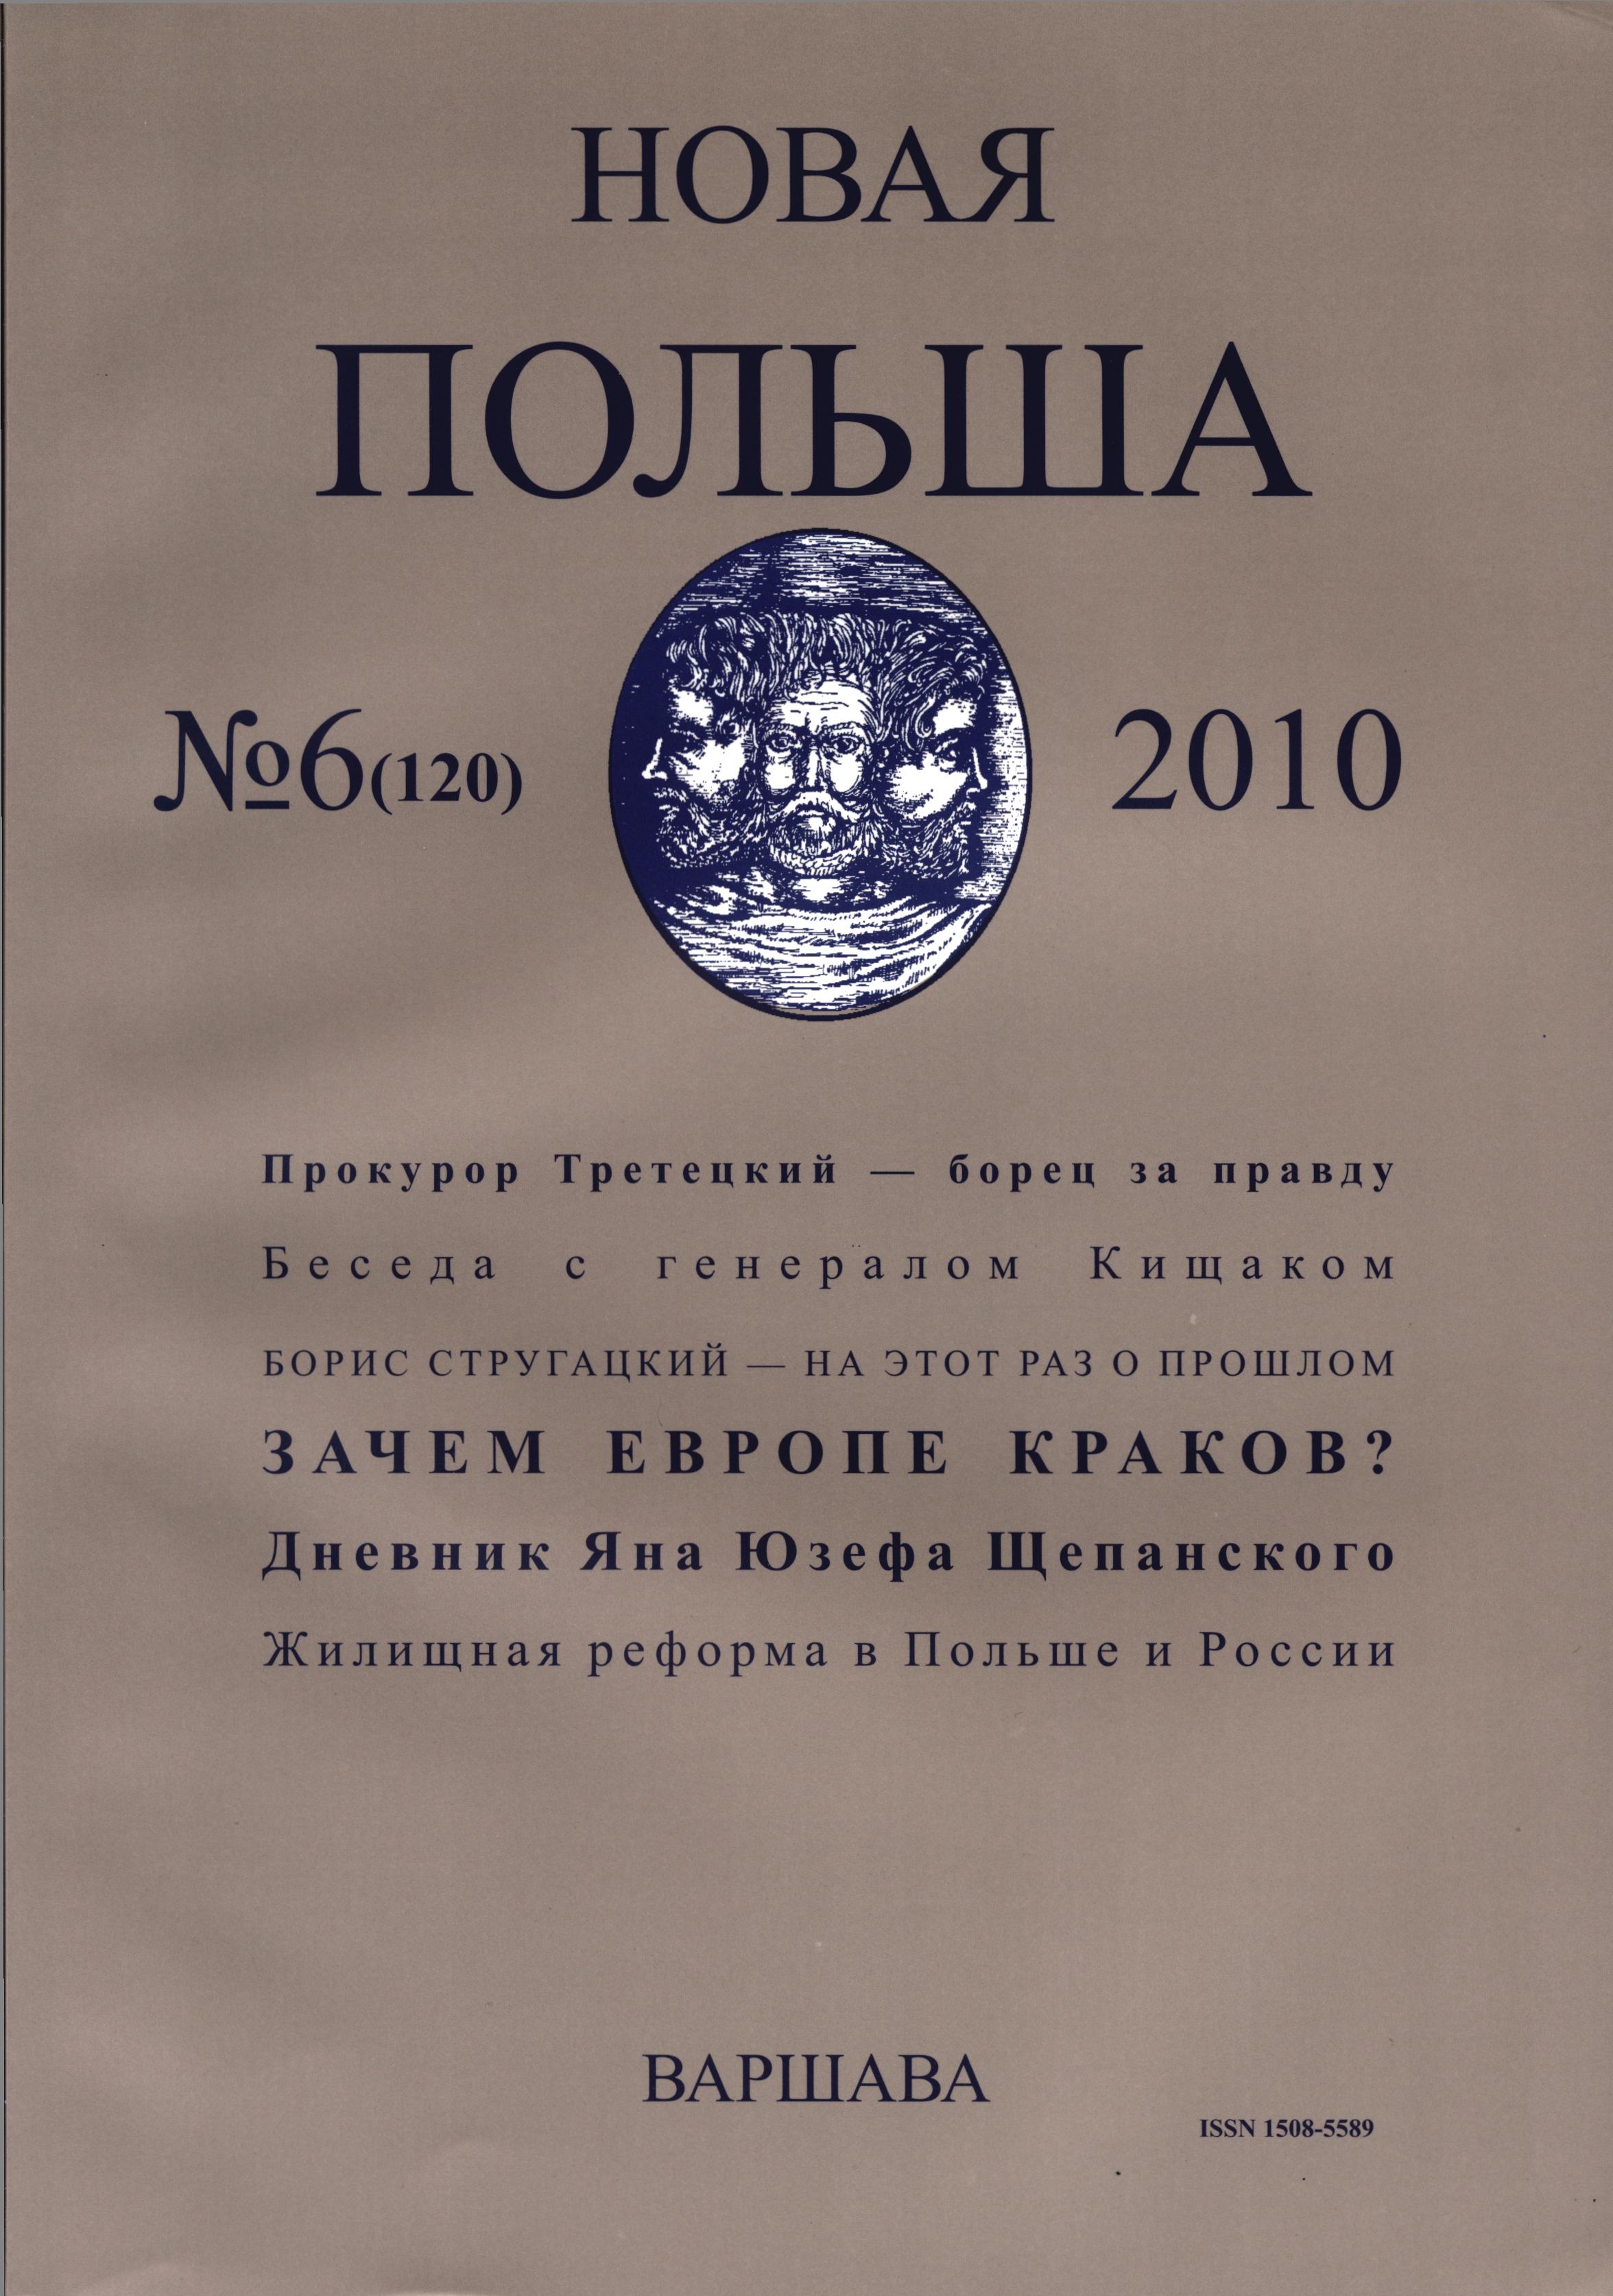 НОВАЯ
ПОЛЬША
№6(120) 2010
Прокурор Третецкий — борец за правду
Беседа с генералом Кищаком
БОРИС СТРУГАЦКИЙ — НА ЭТОТ РАЗ О ПРОШЛОМ
ЗАЧЕМ ЕВРОПЕ КРАКОВ?
Дневник Яна Юзефа Щепанского
Жилищная реформа в Польше и России
ВАРШАВА
ISSN 1508-5589